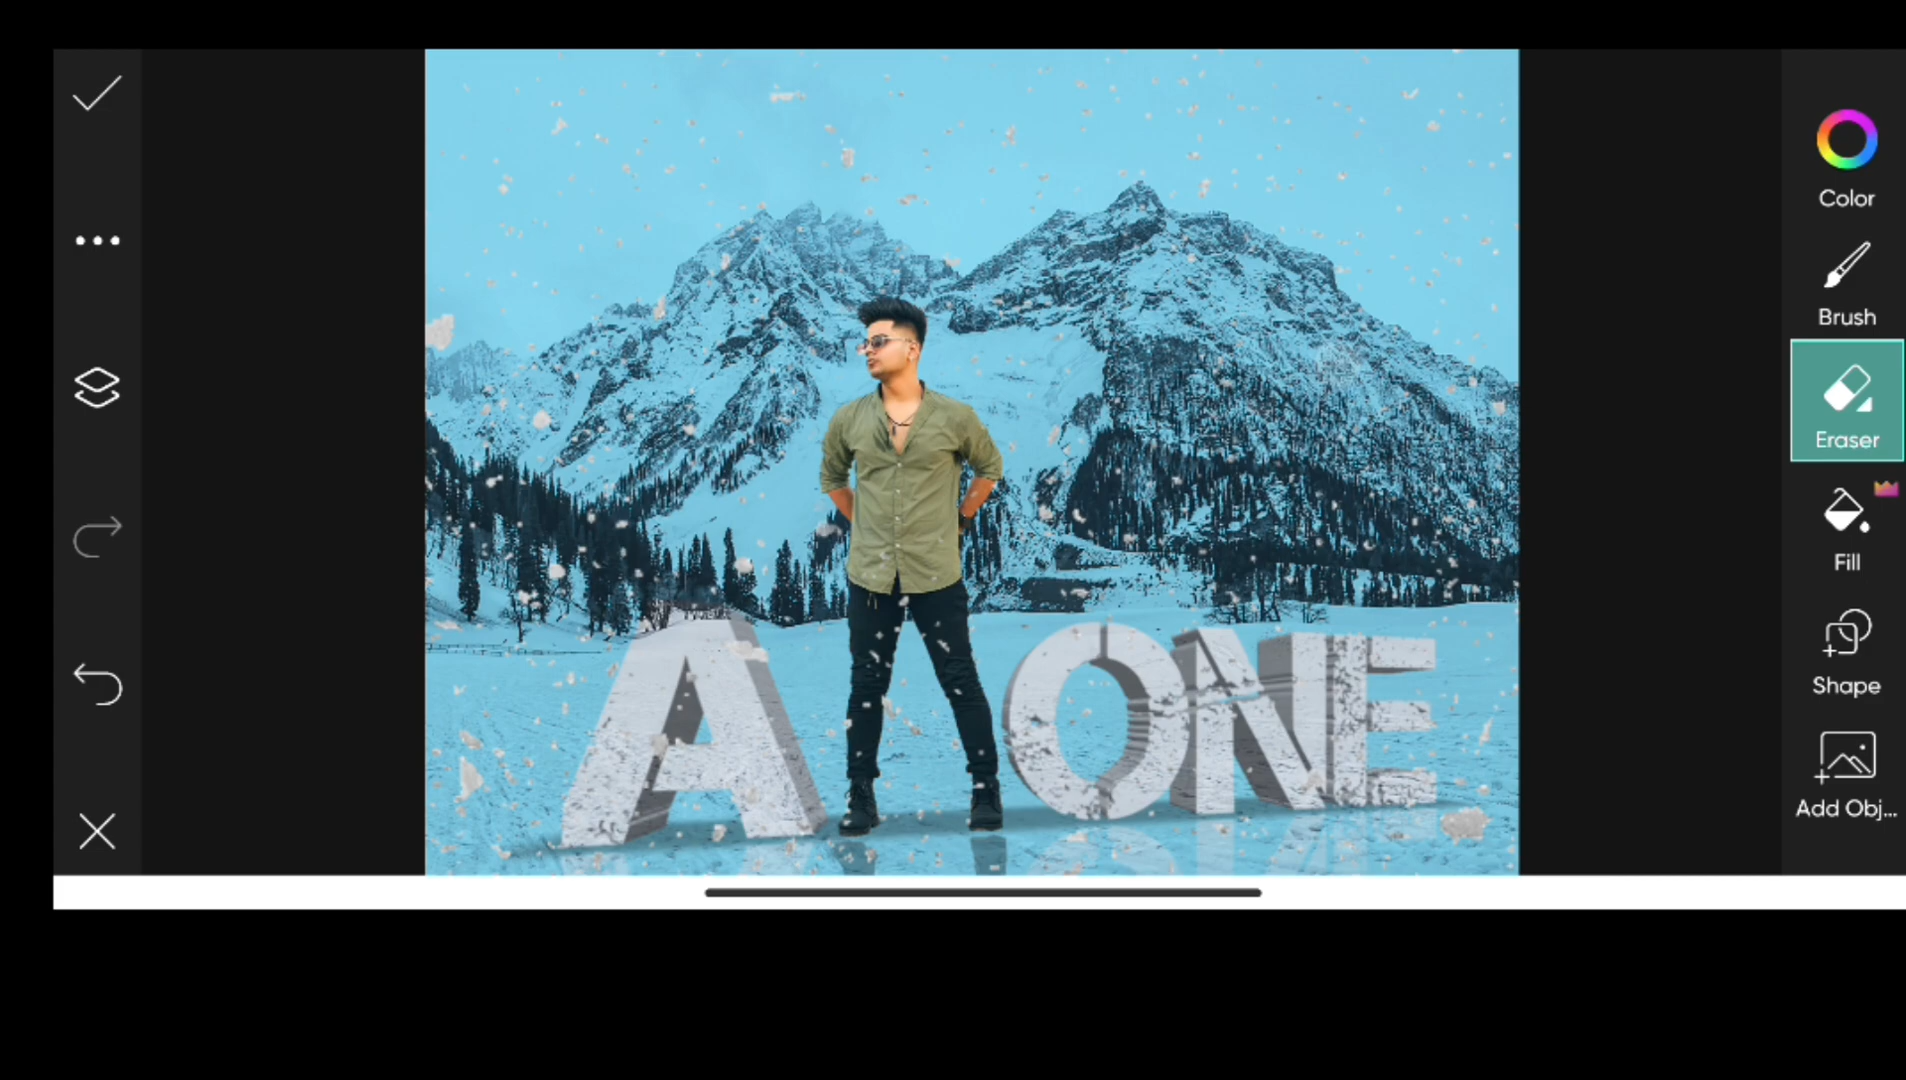 Color
Brush
Eraser
Fill
Shape
Add Obj...
A ONE